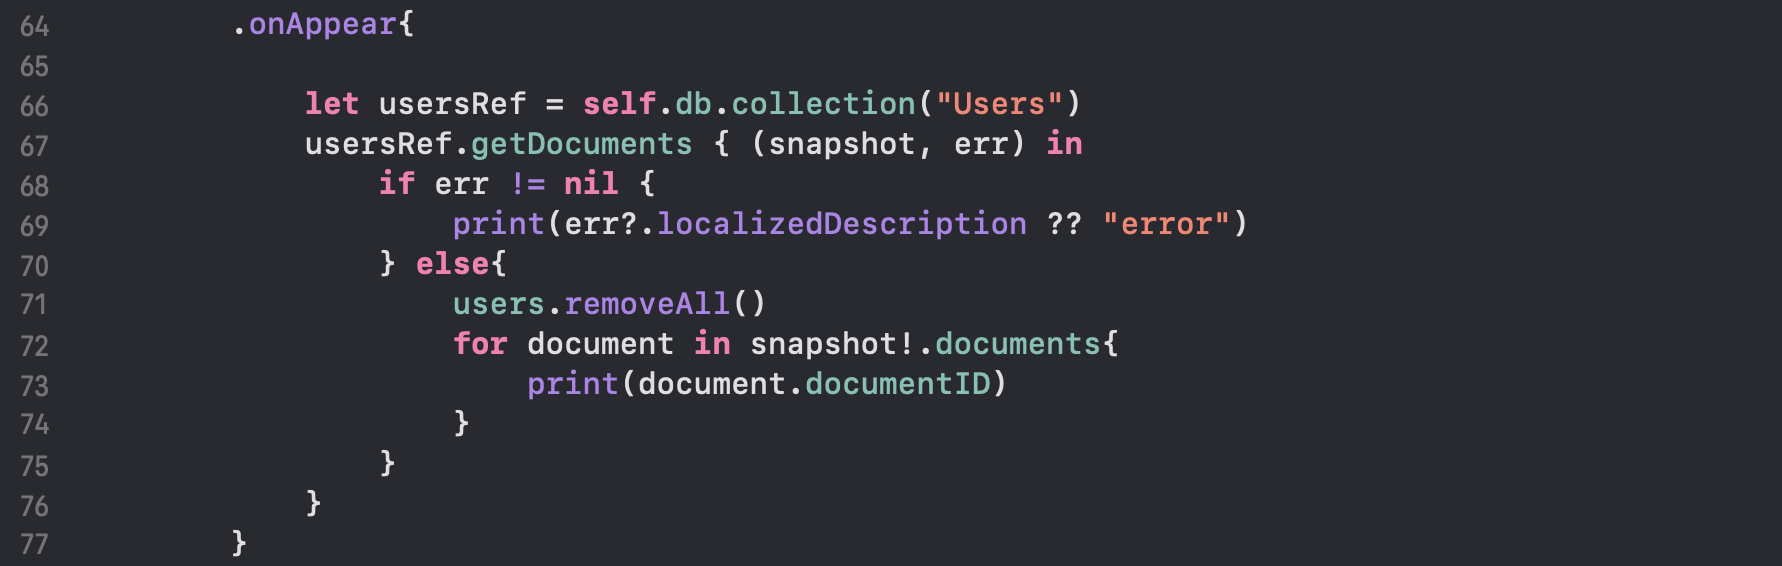 64 .onAppear{
65
66 let usersRef = self.db.collection("Users")
67 usersRef.getDocuments { (snapshot, err) in
68 if err != nil {
69 print(err?.localizedDescription ?? "error")
70 } else{
71 users.removeAll()
72 for document in snapshot!.documents{
73 print(document.documentID)
74 }
75 }
76 }
77 }